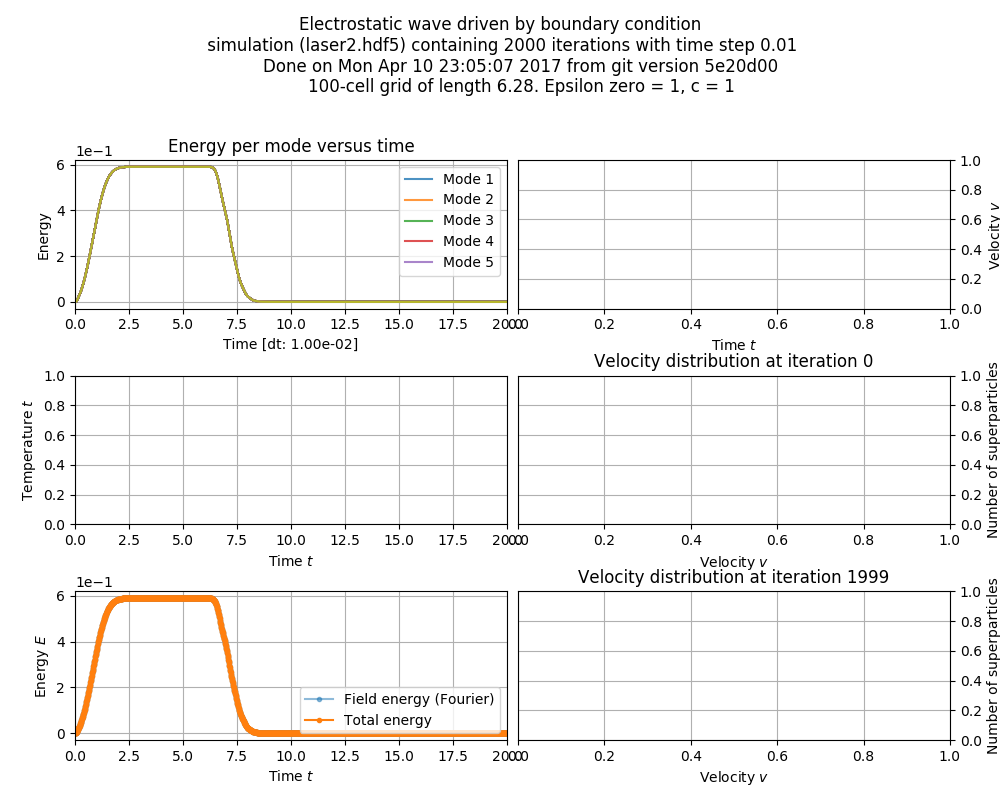 Electrostatic wave driven by boundary condition
simulation (laser2.hdf5) containing 2000 iterations with time step 0.01
Done on Mon Apr 10 23:05:07 2017 from git version 5e20d00
100-cell grid of length 6.28. Epsilon zero = 1, c = 1
Energy per mode versus time
1e−1
6
4
2
0
Energy
Mode 1
Mode 2
Mode 3
Mode 4
Mode 5
0.0 2.5 5.0 7.5 10.0 12.5 15.0 17.5 20.0
Time [dt: 1.00e-02]
1.0
0.8
0.6
0.4
0.2
0.0
Velocity v
0.0 0.2 0.4 0.6 0.8 1.0
Time t
1.0
0.8
0.6
0.4
0.2
0.0
Temperature t
0.0 2.5 5.0 7.5 10.0 12.5 15.0 17.5 20.0
Time t
Velocity distribution at iteration 0
1.0
0.8
0.6
0.4
0.2
0.0
Number of superparticles
0.0 0.2 0.4 0.6 0.8 1.0
Velocity v
1e−1
6
4
2
0
Energy E
Field energy (Fourier)
Total energy
0.0 2.5 5.0 7.5 10.0 12.5 15.0 17.5 20.0
Time t
Velocity distribution at iteration 1999
1.0
0.8
0.6
0.4
0.2
0.0
Number of superparticles
0.0 0.2 0.4 0.6 0.8 1.0
Velocity v